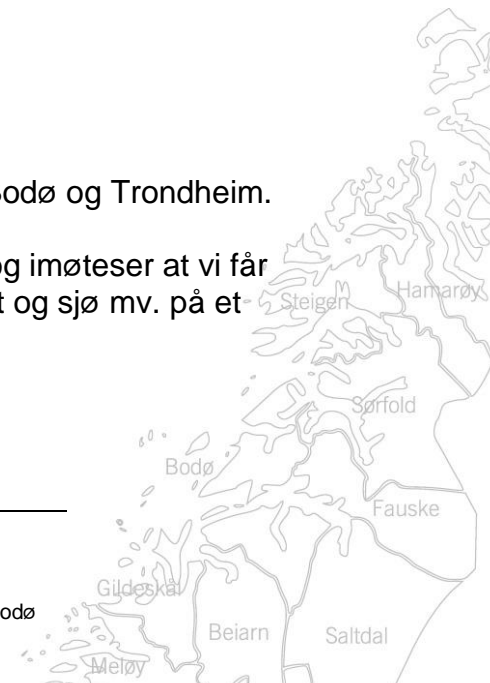 Bodø og Trondheim.
og imøteser at vi får
t og sjø mv. på et
Steigen
Hamarøy
Sørfold
Bodø
Fauske
Gildeskål
odø
Beiarn
Saltdal
Meløy